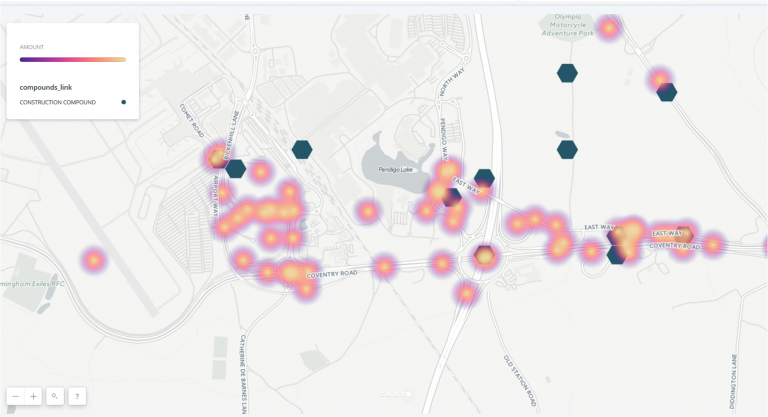 Olympia
Motorcycle
Adventure Park
AMOUNT
compounds_link
CONSTRUCTION COMPOUND
COMET ROAD
BICKENHILL LANE
AIRPORT WAY
NORTH WAY
PENDIGO WAY
Pendigo Lake
EAST WAY
EAST WAY
EAST WAY
COVENTRY ROAD
COVENTRY ROAD
mingham Exiles RFC
CATHERINE DE BARNES LAN
OLD STATION ROAD
DIDDINGTON LANE
?